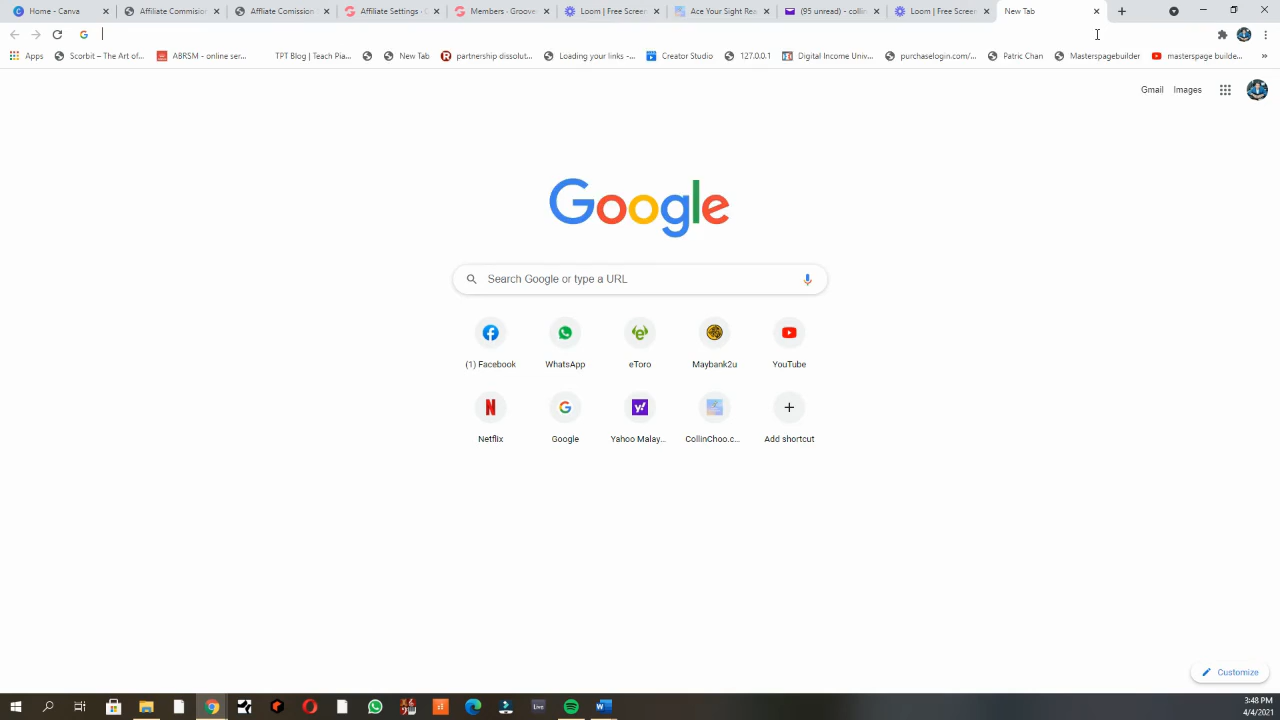 Home - Canva
Affiliate Commission
Affliate Comission
Affiliate Settings - G
Members - Groove
Loom | Free Screen
Ace Your Sight Rea
(95 unread) - collin
Loom | Free Screen
New Tab
Apps
Scorbit – The Art of...
ABRSM - online ser...
TPT Blog | Teach Pia...
New Tab
partnership dissolut...
Loading your links -...
Creator Studio
127.0.0.1
Digital Income Univ...
purchaselogin.com/...
Patric Chan
Masterspagebuilder
masterspage builde...
»
Gmail
Images
Google
Search Google or type a URL
(1) Facebook
WhatsApp
eToro
Maybank2u
YouTube
Netflix
Google
Yahoo Malay...
CollinChoo.c...
Add shortcut
Customize
Live
3:48 PM
4/4/2021